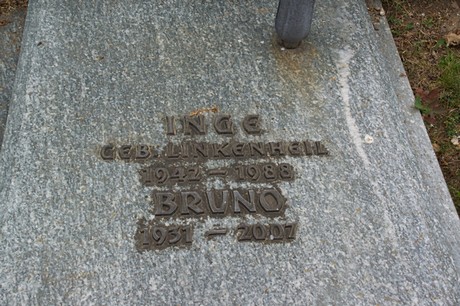 INGE
GEB. LINKENHEIL
1942 – 1988
BRUNO
1931 – 2007